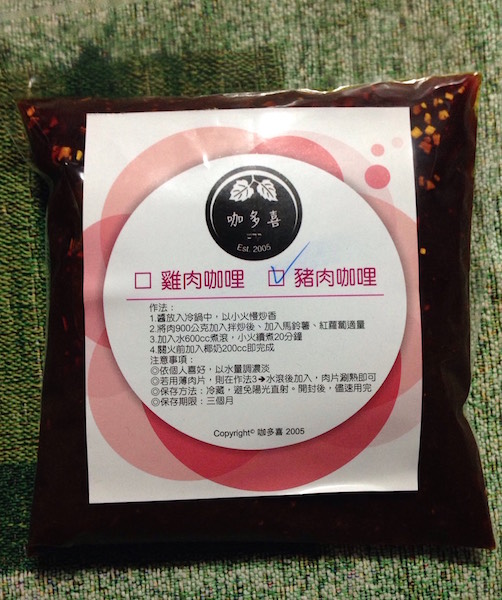 咖多喜
Est. 2005
□ 雞肉咖哩 ☑ 豬肉咖哩
作法：
1.醬放入冷鍋中，以小火慢炒香
2.將肉900公克加入拌炒後、加入馬鈴薯、紅蘿蔔適量
3.加入水600cc煮滾，小火續煮20分鐘
4.關火前加入椰奶200cc即完成
注意事項：
◎依個人喜好，以水量調濃淡
◎若用薄肉片，則在作法3➔水滾後加入，肉片涮熟即可
◎保存方法：冷藏，避免陽光直射。開封後，儘速用完
◎保存期限：三個月
Copyright© 咖多喜 2005